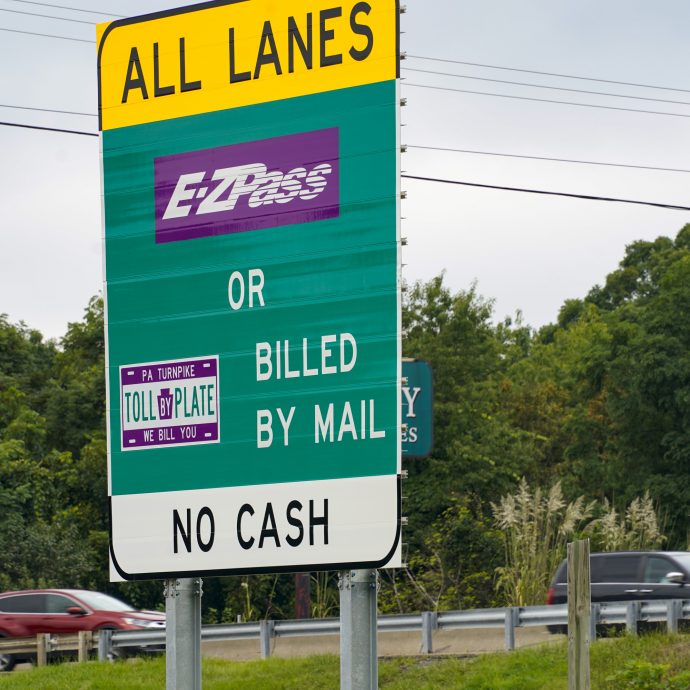 ALL LANES
E-ZPass
OR
BILLED
BY MAIL
PA TURNPIKE
TOLL BY PLATE
WE BILL YOU
NO CASH